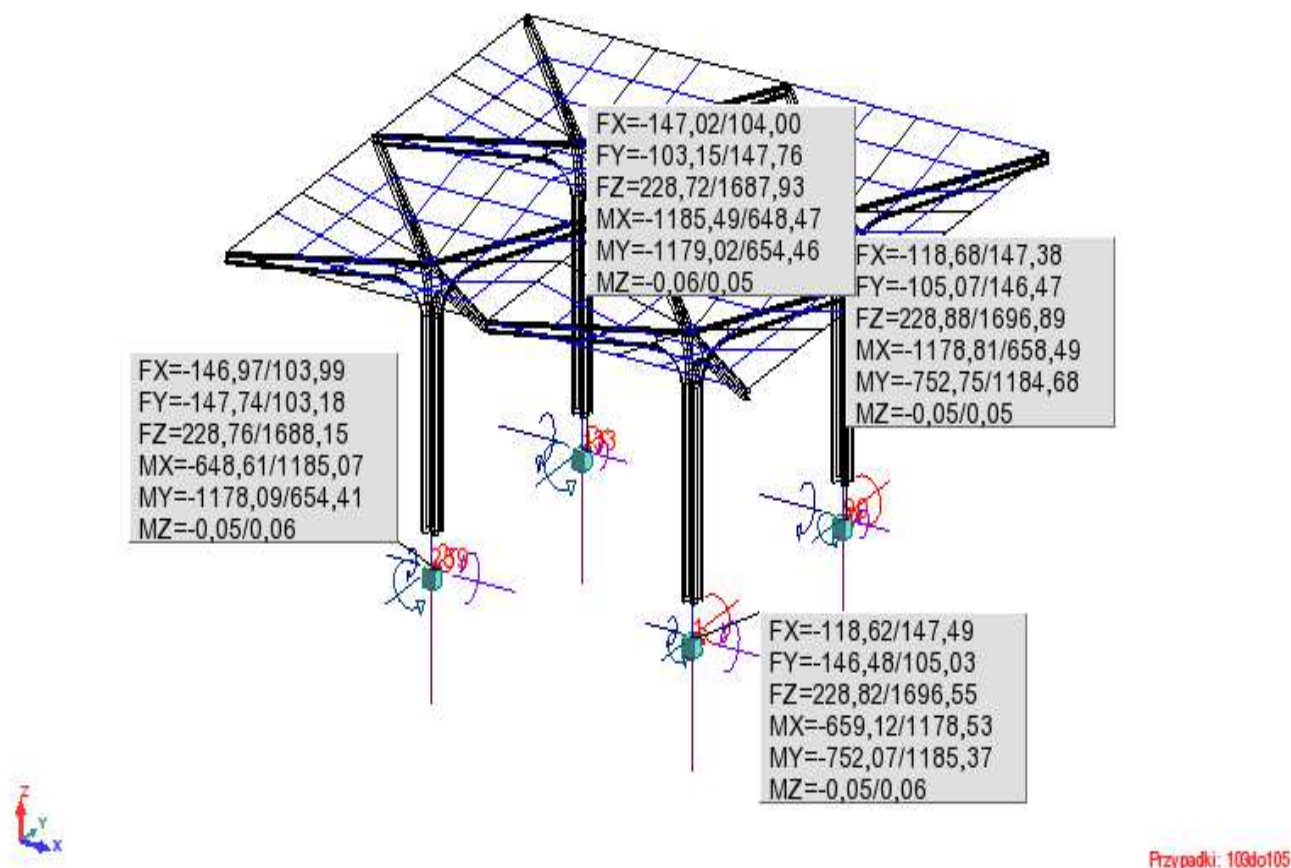 FX=-147,02/104,00
FY=-103,15/147,76
FZ=228,72/1687,93
MX=-1185,49/648,47
MY=-1179,02/654,46
MZ=-0,06/0,05
FX=-118,68/147,38
FY=-105,07/146,47
FZ=228,88/1696,89
MX=-1178,81/658,49
MY=-752,75/1184,68
MZ=-0,05/0,05
FX=-146,97/103,99
FY=-147,74/103,18
FZ=228,76/1688,15
MX=-648,61/1185,07
MY=-1178,09/654,41
MZ=-0,05/0,06
FX=-118,62/147,49
FY=-146,48/105,03
FZ=228,82/1696,55
MX=-659,12/1178,53
MY=-752,07/1185,37
MZ=-0,05/0,06
Z
Y
X
Przypadki: 103do105